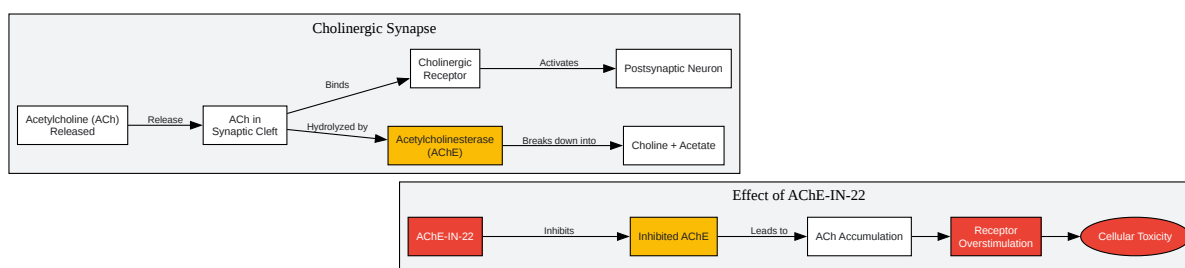 Cholinergic Synapse
Acetylcholine (ACh)
Released
Release
ACh in
Synaptic Cleft
Binds
Cholinergic
Receptor
Activates
Postsynaptic Neuron
Hydrolyzed by
Acetylcholinesterase
(AChE)
Breaks down into
Choline + Acetate
Effect of AChE-IN-22
AChE-IN-22
Inhibits
Inhibited AChE
Leads to
ACh Accumulation
Receptor
Overstimulation
Cellular Toxicity